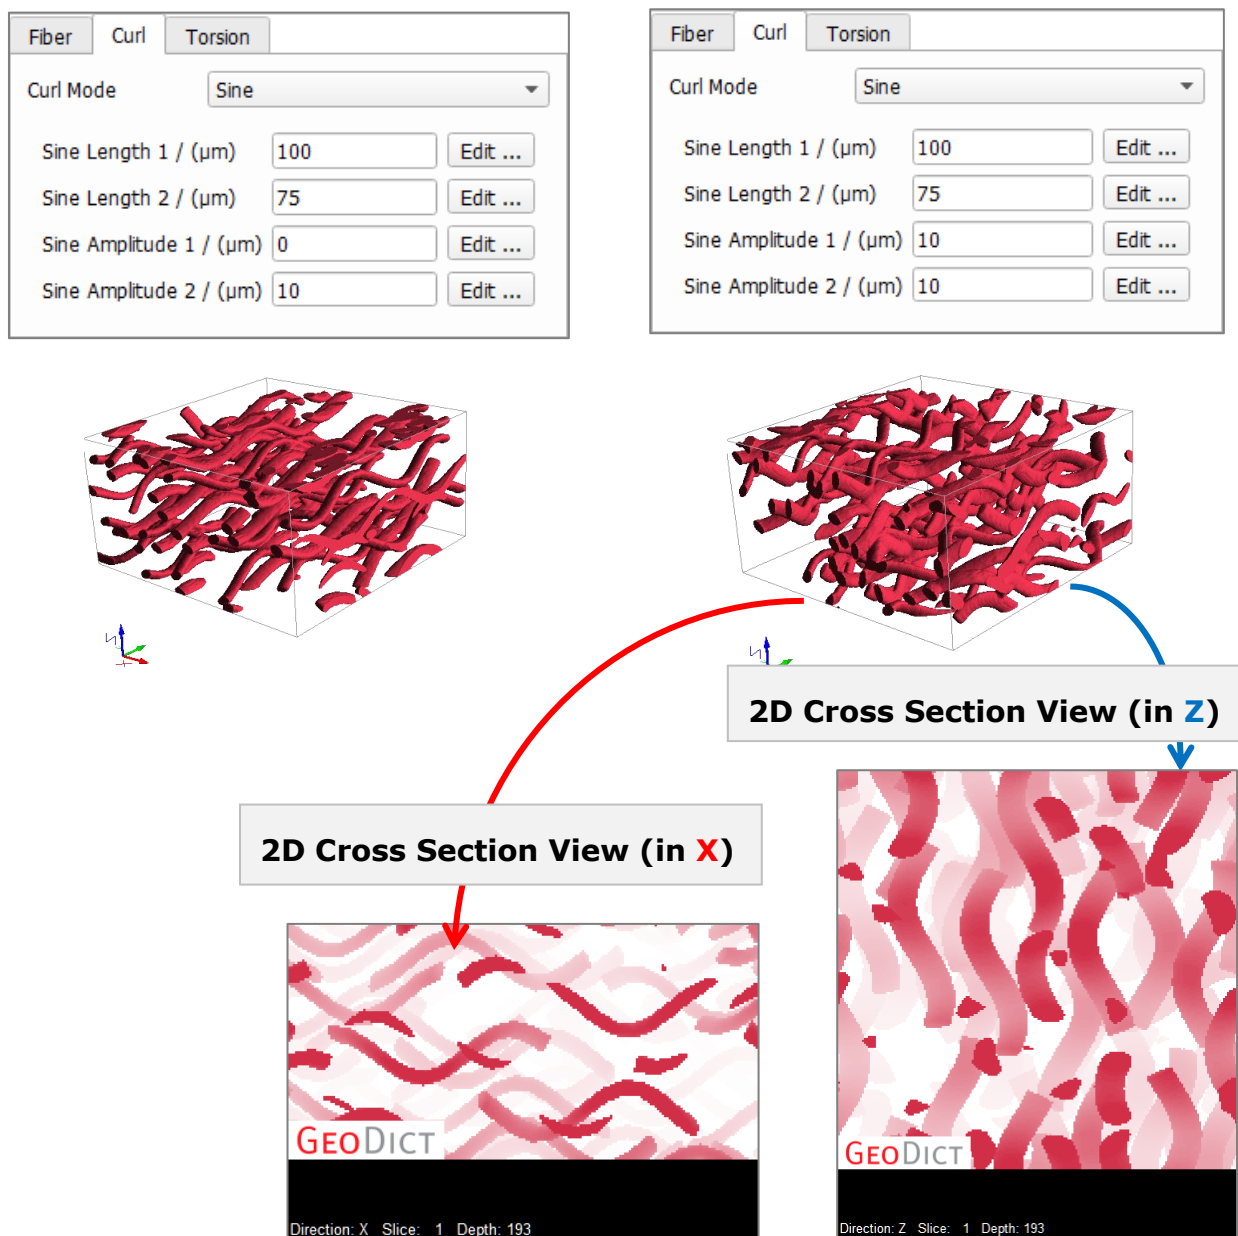 Fiber Curl Torsion
Curl Mode Sine
Sine Length 1 / (µm) 100 Edit ...
Sine Length 2 / (µm) 75 Edit ...
Sine Amplitude 1 / (µm) 0 Edit ...
Sine Amplitude 2 / (µm) 10 Edit ...
Fiber Curl Torsion
Curl Mode Sine
Sine Length 1 / (µm) 100 Edit ...
Sine Length 2 / (µm) 75 Edit ...
Sine Amplitude 1 / (µm) 10 Edit ...
Sine Amplitude 2 / (µm) 10 Edit ...
2D Cross Section View (in Z)
2D Cross Section View (in X)
GEODICT
Direction: X Slice: 1 Depth: 193
GEODICT
Direction: Z Slice: 1 Depth: 193